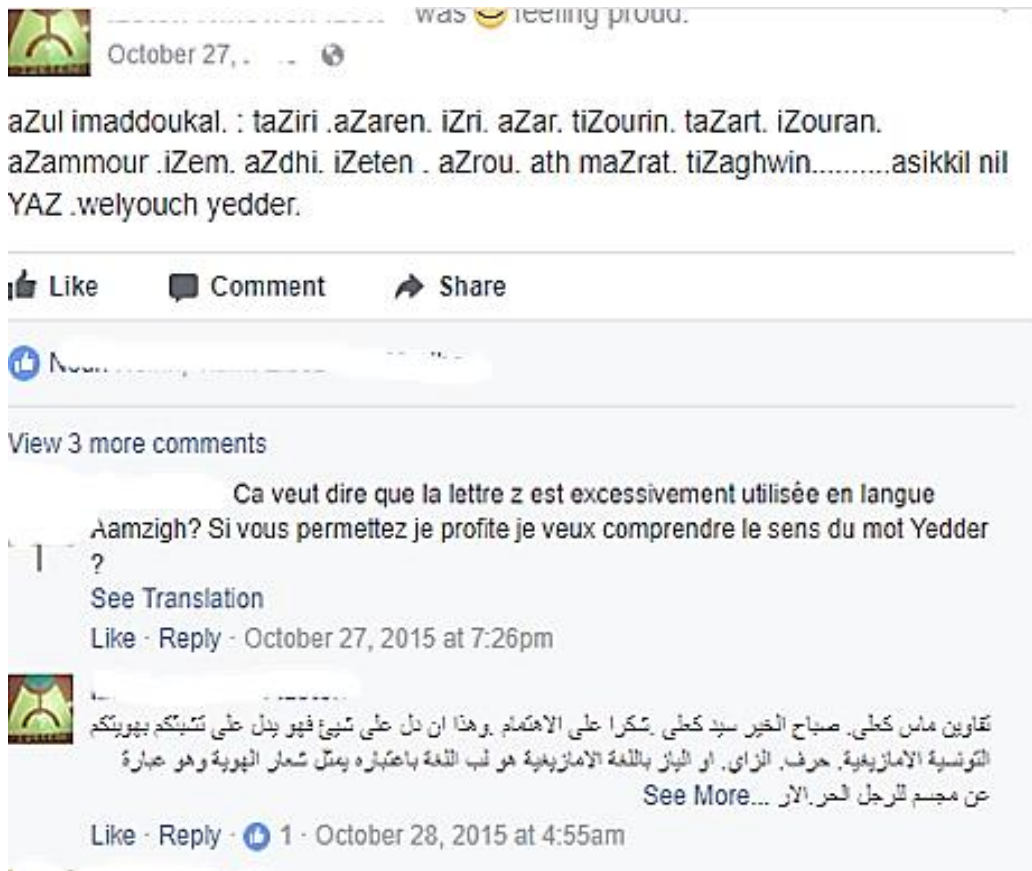 was feeling proud.
October 27,
aZul imaddoukal. : taZiri .aZaren. iZri. aZar. tiZourin. taZart. iZouran.
aZammour .iZem. aZdhi. iZeten . aZrou. ath maZrat. tiZaghwin..........asikkil nil
YAZ .welyouch yedder.
Like Comment Share
View 3 more comments
Ca veut dire que la lettre z est excessivement utilisée en langue
Aamzigh? Si vous permettez je profite je veux comprendre le sens du mot Yedder
?
See Translation
Like · Reply · October 27, 2015 at 7:26pm
تقاوين ماس كعلي. صباح الخير سيد كعلي .شكرا على الاهتمام .وهذا ان دل على شيئ فهو يدل على تشبثكم بهويتكم
التونسية الامازيغية. حرف. الزاي. او الياز باللغة الامازيغية هو لب اللغة باعتباره يمثل شعار الهوية وهو عبارة
عن مجسم للرجل الحر.الار ...See More
Like · Reply · 1 · October 28, 2015 at 4:55am